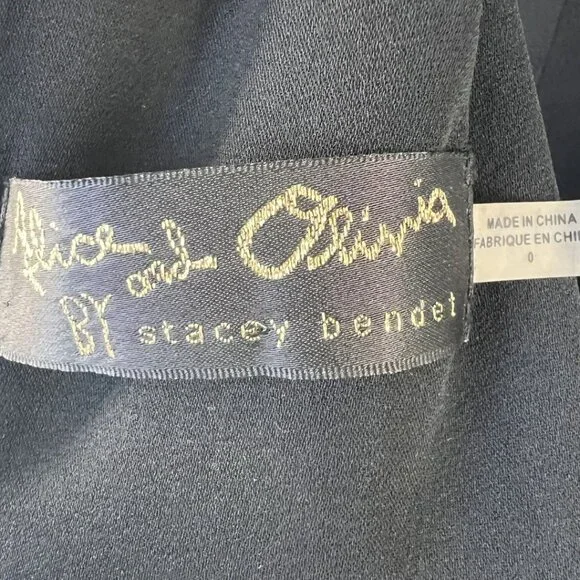 Alice and Olivia
BY stacey bendet
MADE IN CHINA
FABRIQUE EN CHI
0